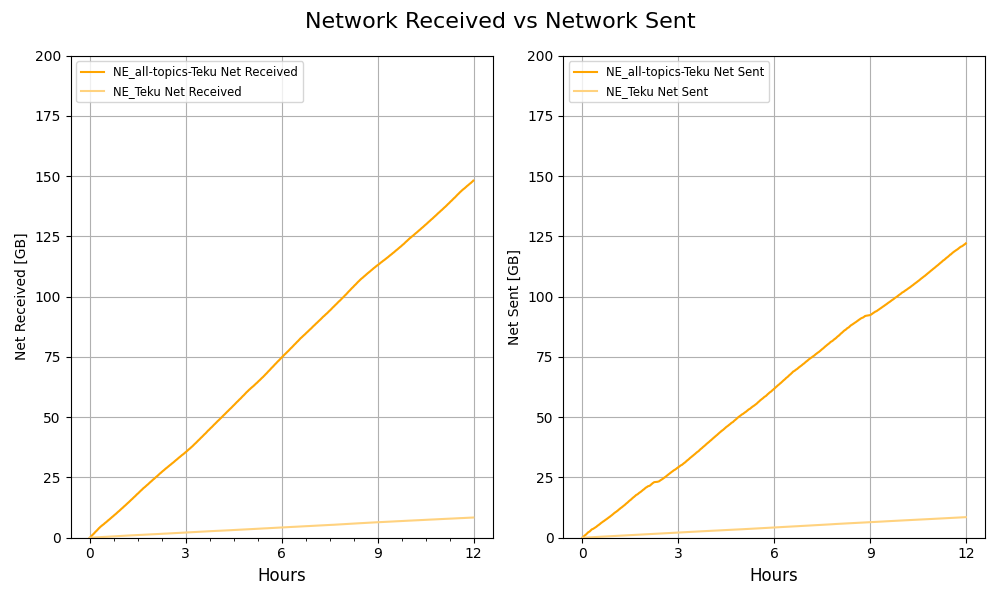 Network Received vs Network Sent
NE_all-topics-Teku Net Received
NE_Teku Net Received
200
175
150
125
100
75
50
25
0
Net Received [GB]
0 3 6 9 12
Hours
NE_all-topics-Teku Net Sent
NE_Teku Net Sent
200
175
150
125
100
75
50
25
0
Net Sent [GB]
0 3 6 9 12
Hours